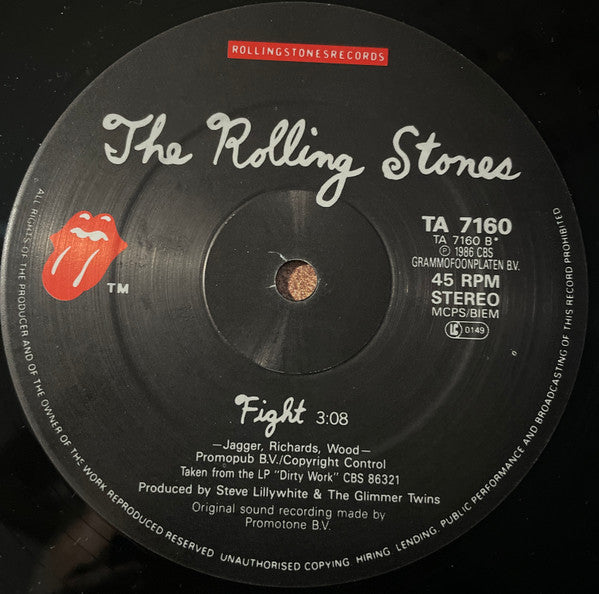 ROLLINGSTONESRECORDS
The Rolling Stones
TM
TA 7160
TA 7160 B*
Ⓟ 1986 CBS
GRAMMOFOONPLATEN B.V.
45 RPM
STEREO
MCPS/BIEM
LC 0149
Fight 3:08
—Jagger, Richards, Wood—
Promopub B.V./Copyright Control
Taken from the LP "Dirty Work" CBS 86321
Produced by Steve Lillywhite & The Glimmer Twins
Original sound recording made by
Promotone B.V.
ALL RIGHTS OF THE PRODUCER AND OF THE OWNER OF THE WORK REPRODUCED RESERVED UNAUTHORISED COPYING, HIRING, LENDING, PUBLIC PERFORMANCE AND BROADCASTING OF THIS RECORD PROHIBITED